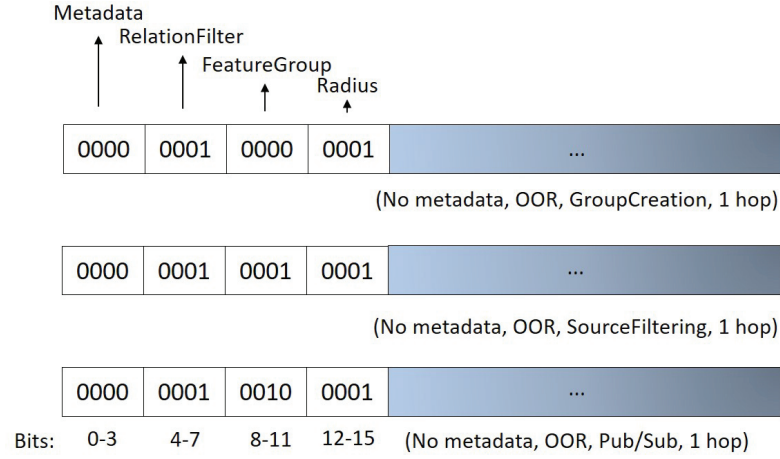 Metadata
RelationFilter
FeatureGroup
Radius
0000 0001 0000 0001 ...
(No metadata, OOR, GroupCreation, 1 hop)
0000 0001 0001 0001 ...
(No metadata, OOR, SourceFiltering, 1 hop)
0000 0001 0010 0001 ...
Bits: 0-3 4-7 8-11 12-15 (No metadata, OOR, Pub/Sub, 1 hop)